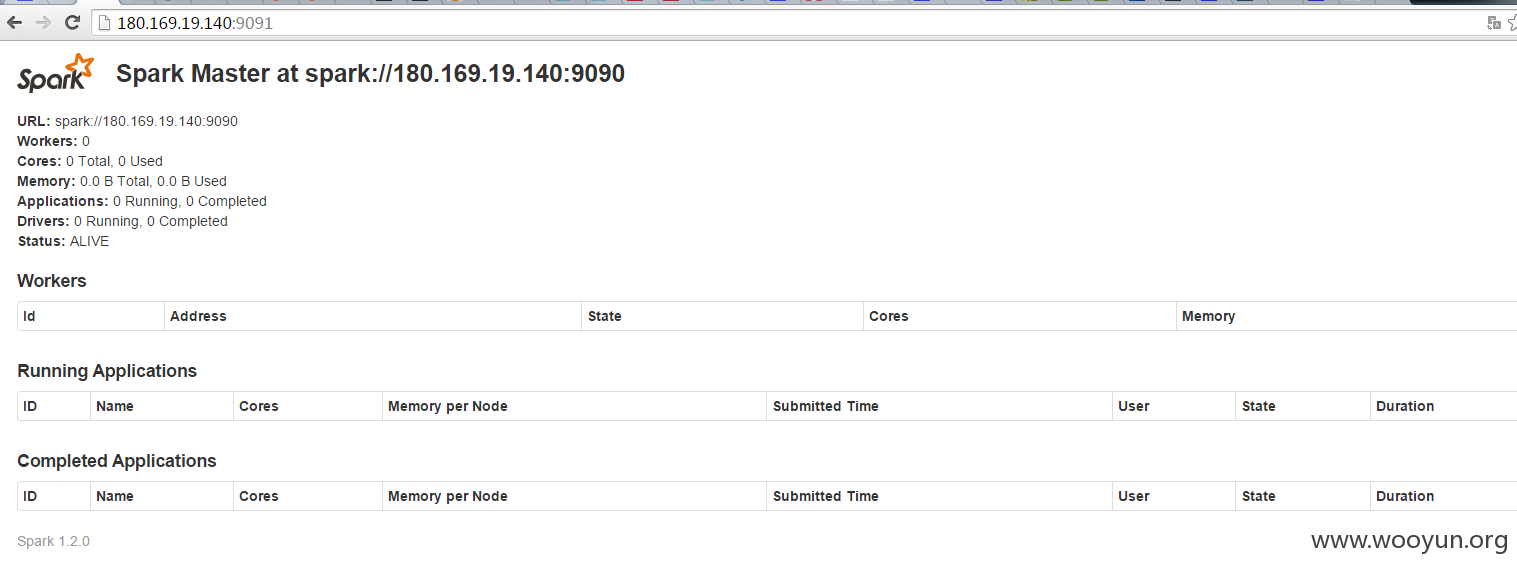 180.169.19.140:9091
Spark Spark Master at spark://180.169.19.140:9090
URL: spark://180.169.19.140:9090
Workers: 0
Cores: 0 Total, 0 Used
Memory: 0.0 B Total, 0.0 B Used
Applications: 0 Running, 0 Completed
Drivers: 0 Running, 0 Completed
Status: ALIVE
Workers
Id Address State Cores Memory
Running Applications
ID Name Cores Memory per Node Submitted Time User State Duration
Completed Applications
ID Name Cores Memory per Node Submitted Time User State Duration
Spark 1.2.0
www.wooyun.org